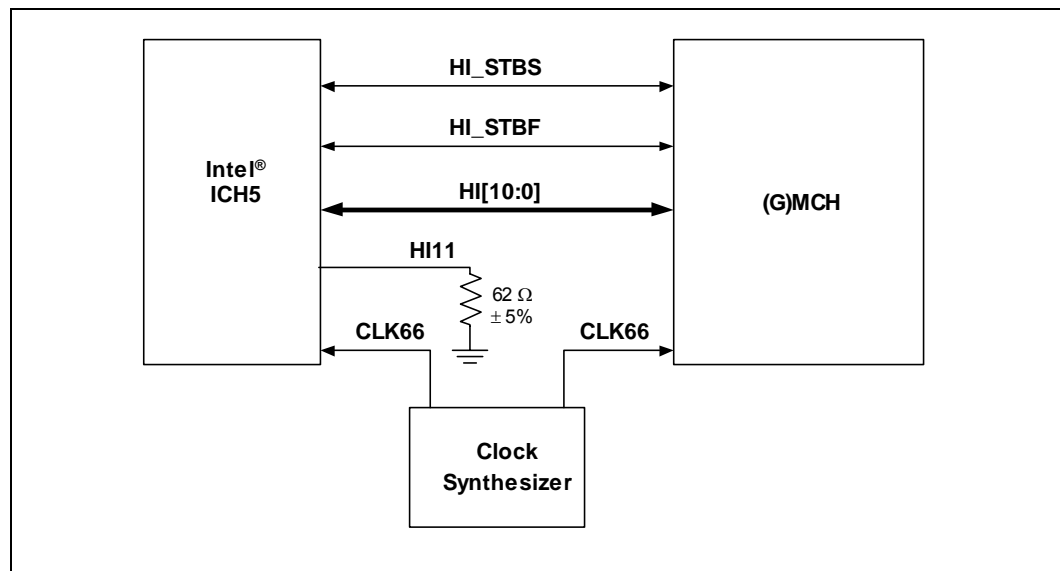 HI_STBS
HI_STBF
Intel®
ICH5
HI[10:0]
(G)MCH
HI11
62 Ω
± 5%
CLK66
CLK66
Clock
Synthesizer